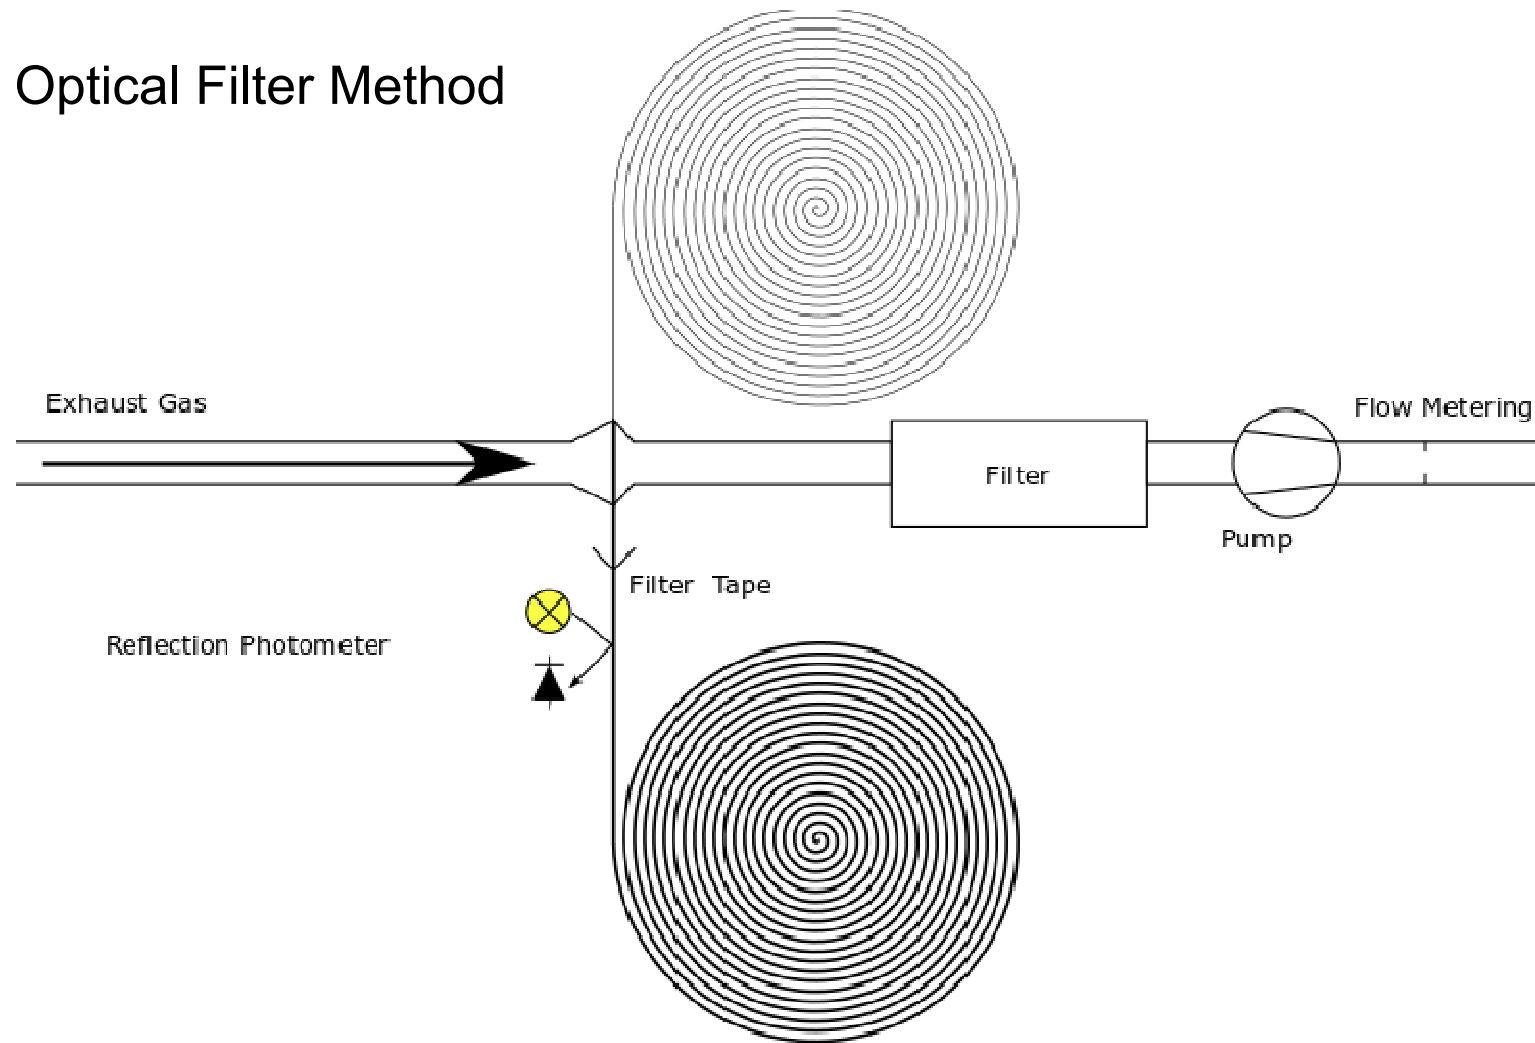 Optical Filter Method
Exhaust Gas
Flow Metering
Filter
Pump
Filter Tape
Reflection Photometer